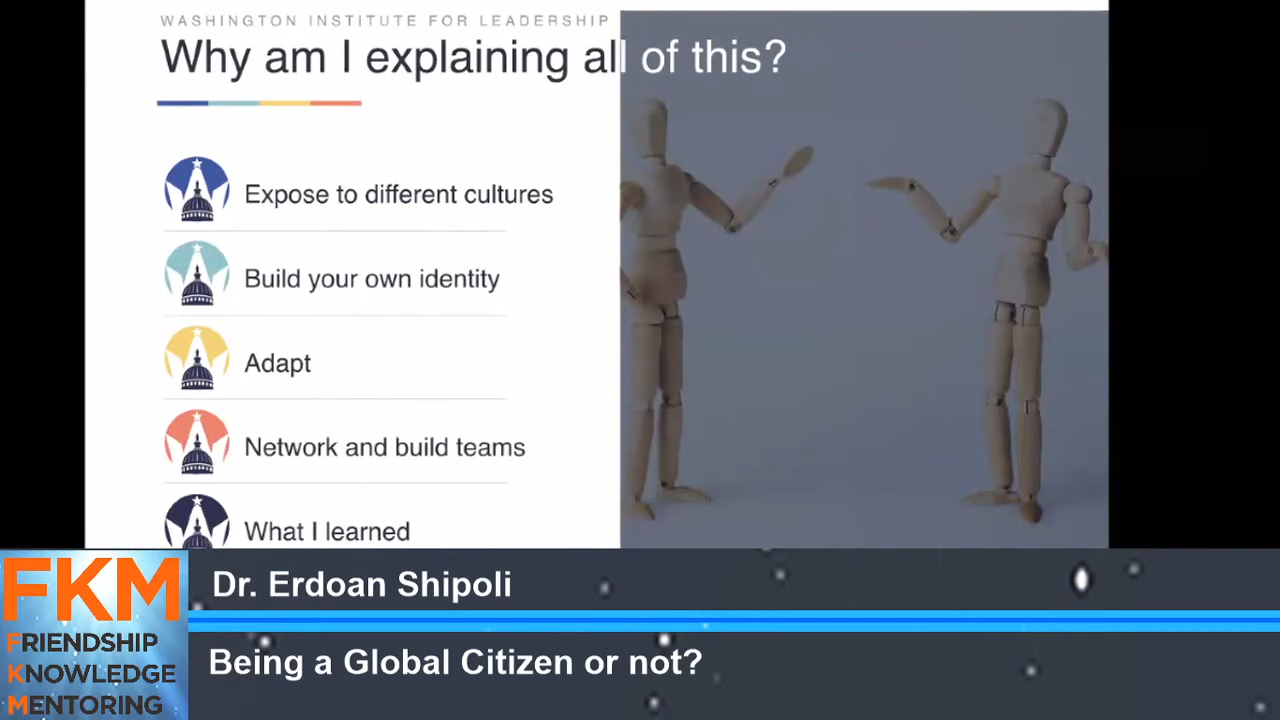 WASHINGTON INSTITUTE FOR LEADERSHIP
Why am I explaining all of this?
Expose to different cultures
Build your own identity
Adapt
Network and build teams
What I learned
FKM
FRIENDSHIP
KNOWLEDGE
MENTORING
Dr. Erdoan Shipoli
Being a Global Citizen or not?